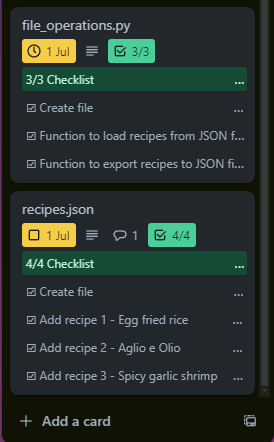 file_operations.py
1 Jul 3/3
3/3 Checklist ...
Create file ...
Function to load recipes from JSON f... ...
Function to export recipes to JSON fi... ...
recipes.json
1 Jul 1 4/4
4/4 Checklist ...
Create file ...
Add recipe 1 - Egg fried rice ...
Add recipe 2 - Aglio e Olio ...
Add recipe 3 - Spicy garlic shrimp ...
+ Add a card